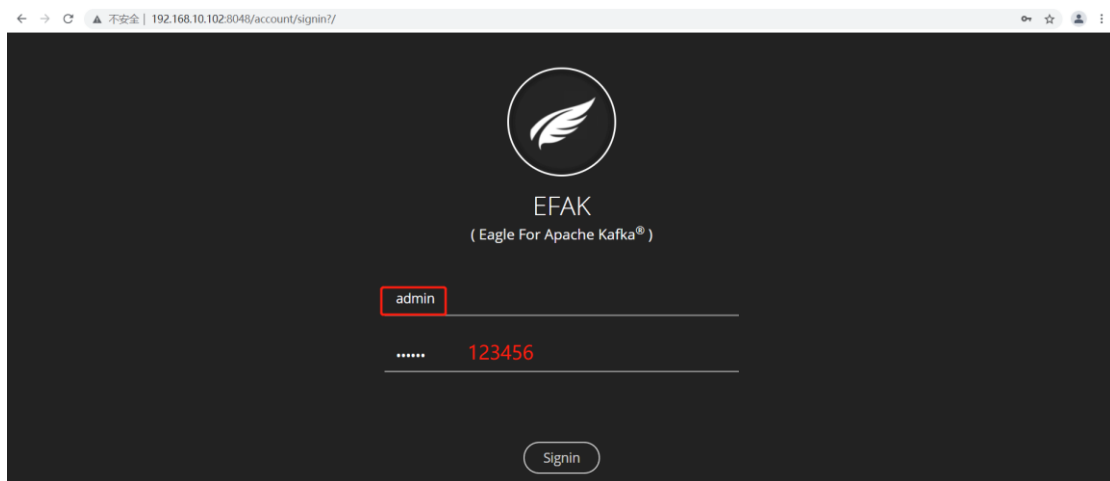 不安全 | 192.168.10.102:8048/account/signin?/
EFAK
( Eagle For Apache Kafka® )
admin
•••••• 123456
Signin